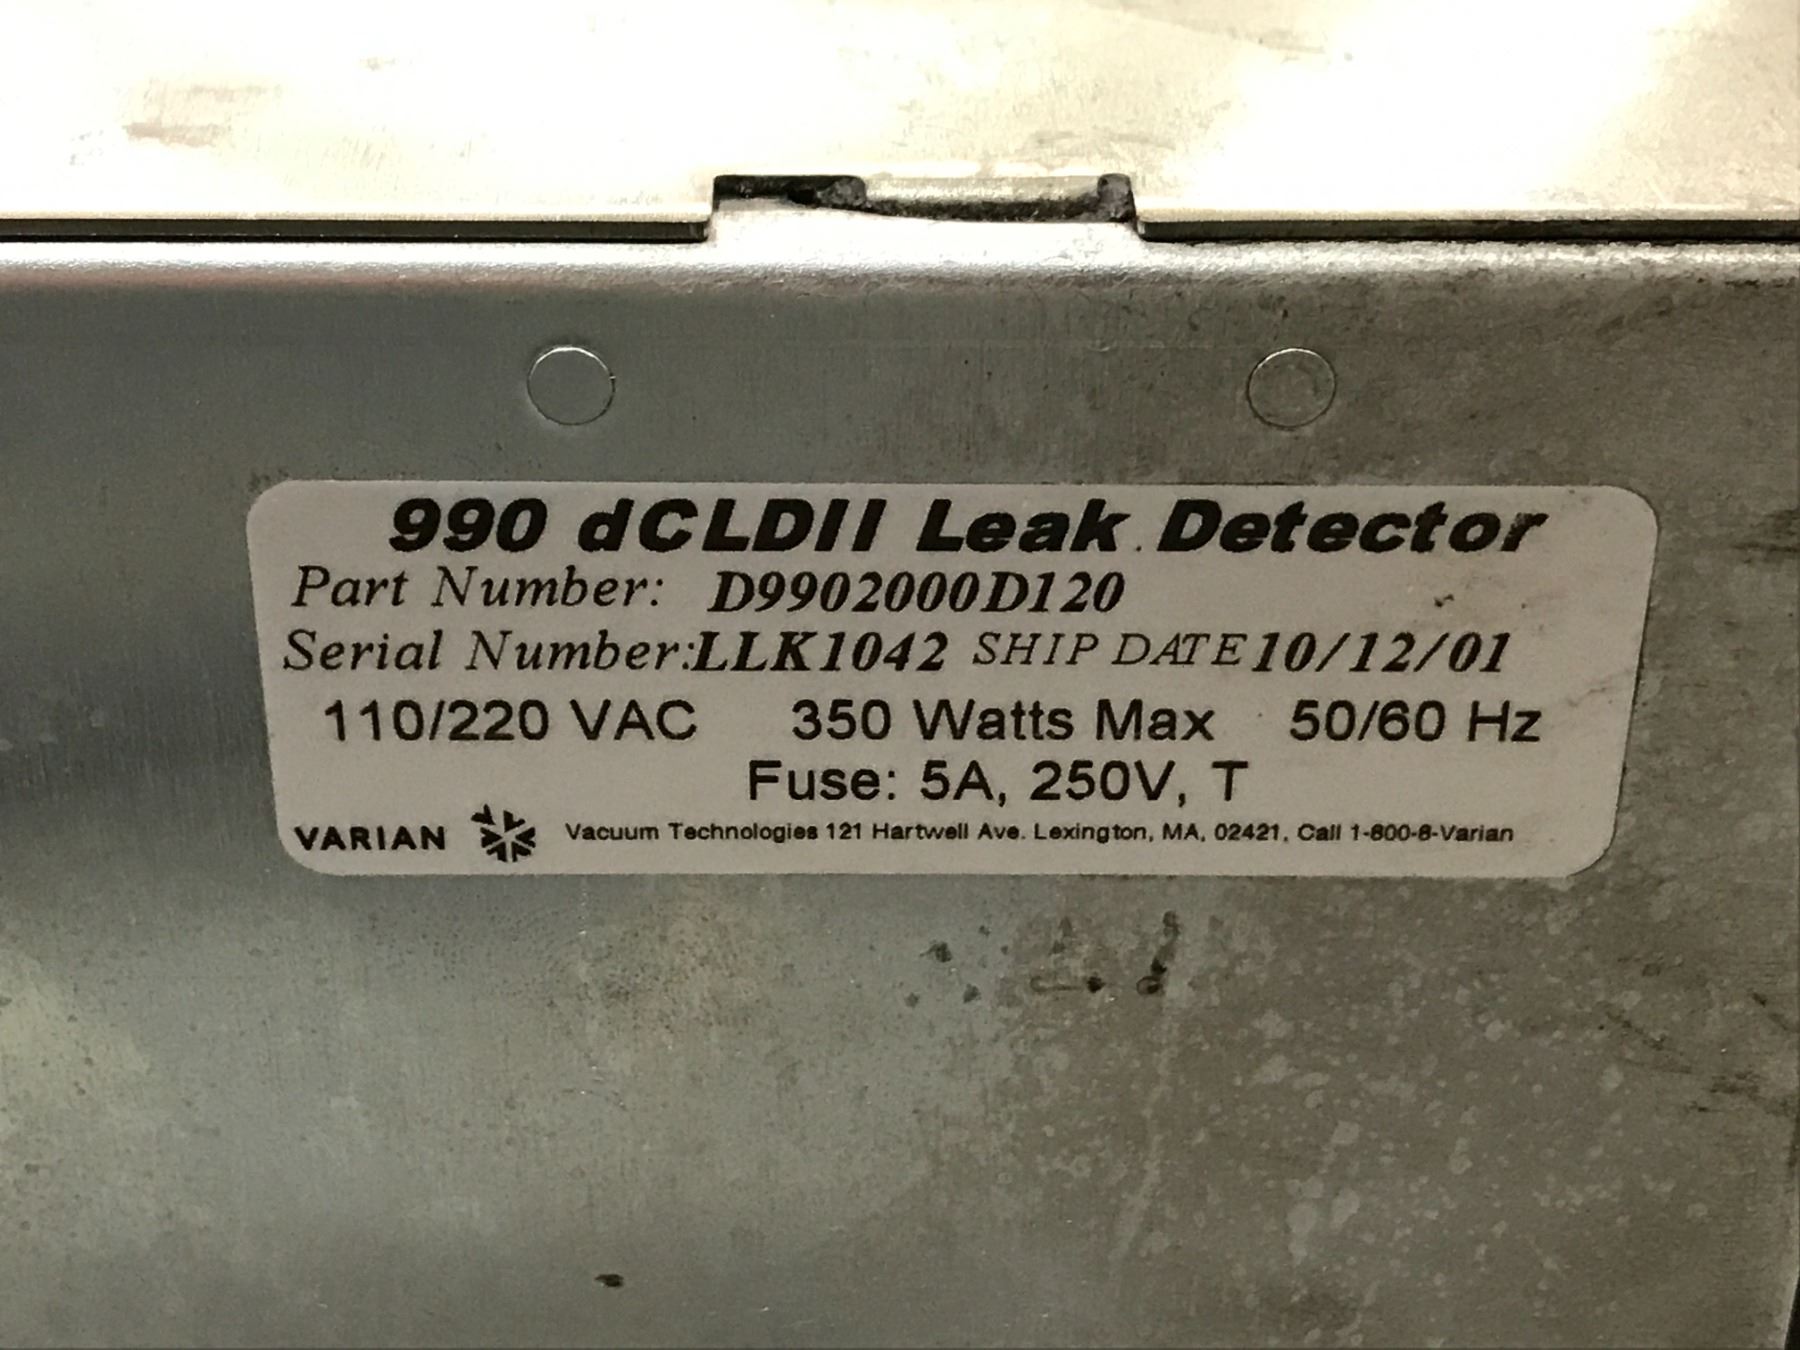 990 dCLDII Leak Detector
Part Number: D9902000D120
Serial Number:LLK1042 SHIP DATE 10/12/01
110/220 VAC 350 Watts Max 50/60 Hz
Fuse: 5A, 250V, T
VARIAN Vacuum Technologies 121 Hartwell Ave. Lexington, MA, 02421, Call 1-800-8-Varian